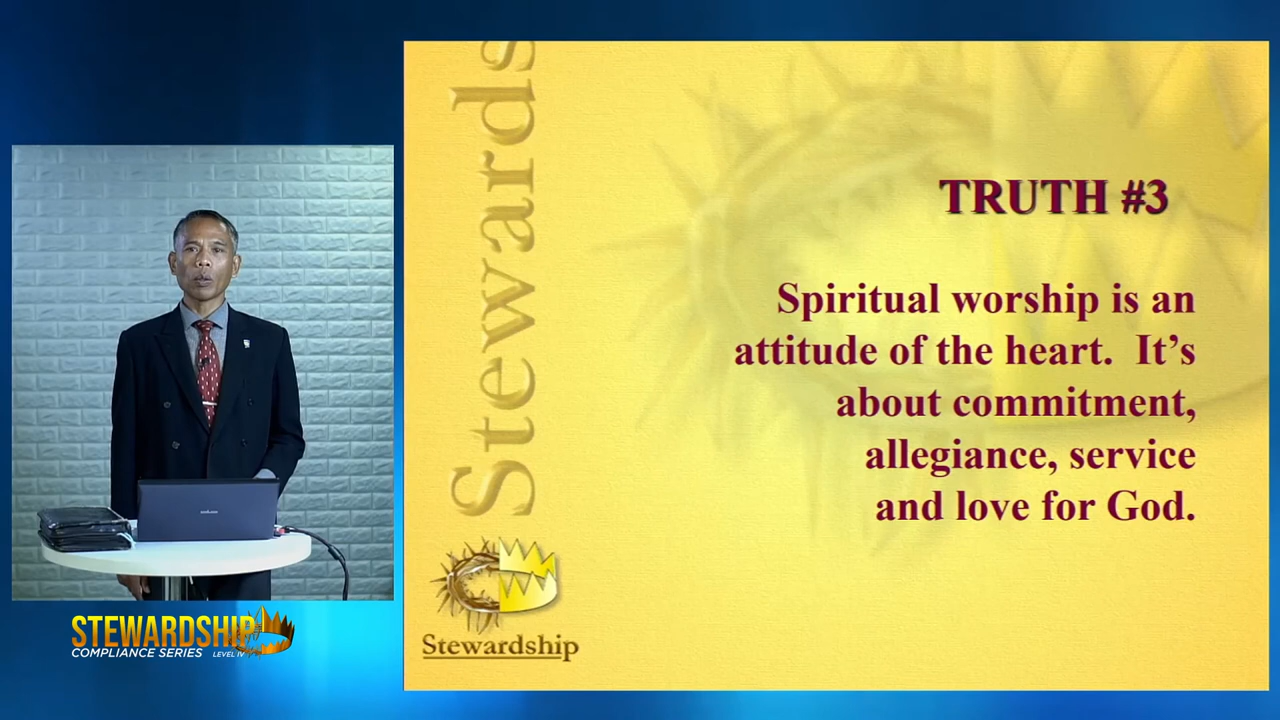 Stewards
TRUTH #3
Spiritual worship is an
attitude of the heart. It’s
about commitment,
allegiance, service
and love for God.
Stewardship
STEWARDSHIP
COMPLIANCE SERIES LEVEL IV